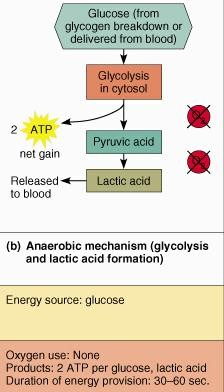 Glucose (from
glycogen breakdown or
delivered from blood)
Glycolysis
in cytosol
2 ATP
net gain
O2
Pyruvic acid
O2
Released
to blood
Lactic acid
(b) Anaerobic mechanism (glycolysis
and lactic acid formation)
Energy source: glucose
Oxygen use: None
Products: 2 ATP per glucose, lactic acid
Duration of energy provision: 30–60 sec.